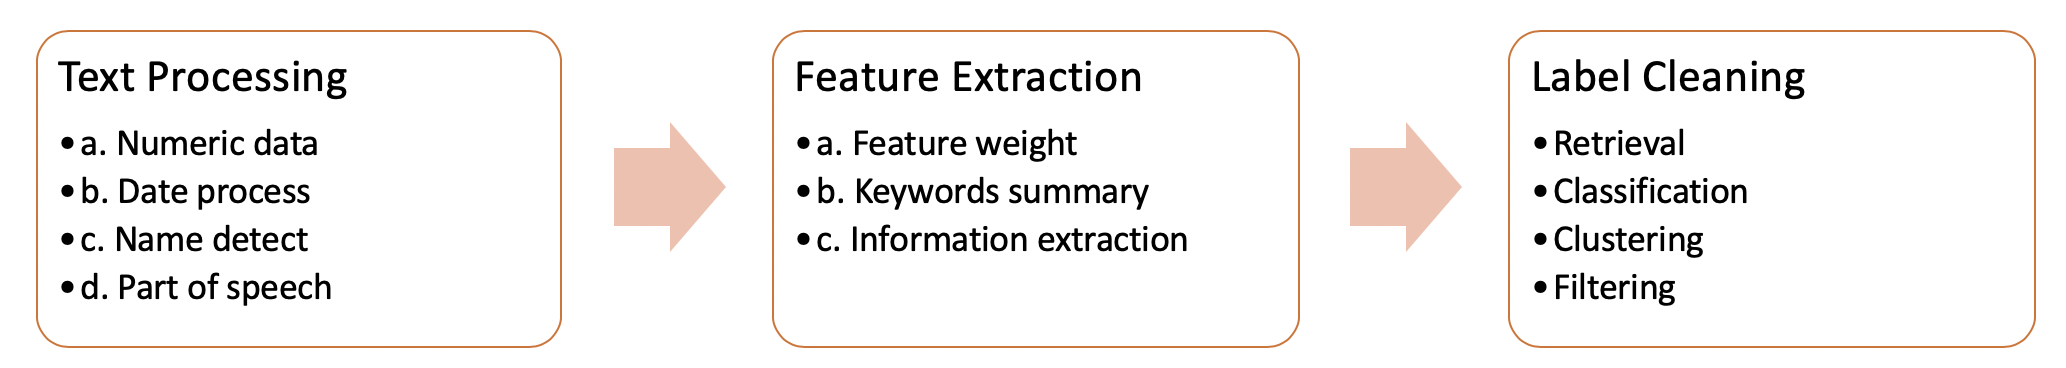 Text Processing
• a. Numeric data
• b. Date process
• c. Name detect
• d. Part of speech
Feature Extraction
• a. Feature weight
• b. Keywords summary
• c. Information extraction
Label Cleaning
• Retrieval
• Classification
• Clustering
• Filtering